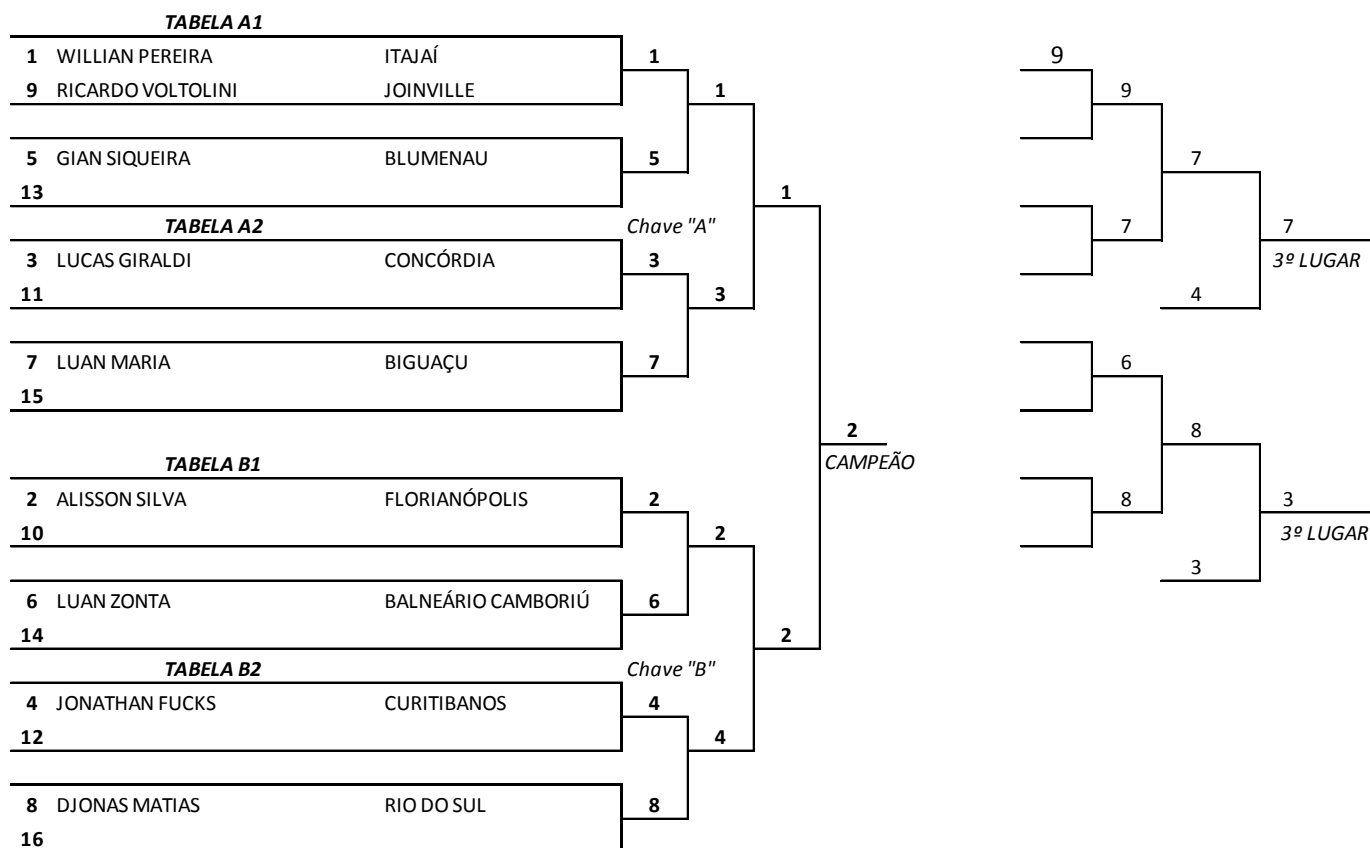 TABELA A1
1 WILLIAN PEREIRA ITAJAÍ 1 9
9 RICARDO VOLTOLINI JOINVILLE 1 9
5 GIAN SIQUEIRA BLUMENAU 5 7
13 1
TABELA A2 Chave "A" 7 7
3 LUCAS GIRALDI CONCÓRDIA 3 3º LUGAR
11 3 4
7 LUAN MARIA BIGUAÇU 7 6
15
2 8
TABELA B1 CAMPEÃO
2 ALISSON SILVA FLORIANÓPOLIS 2 8 3
10 2 3º LUGAR
3
6 LUAN ZONTA BALNEÁRIO CAMBORIÚ 6
14 2
TABELA B2 Chave "B"
4 JONATHAN FUCKS CURITIBANOS 4
12 4
8 DJONAS MATIAS RIO DO SUL 8
16